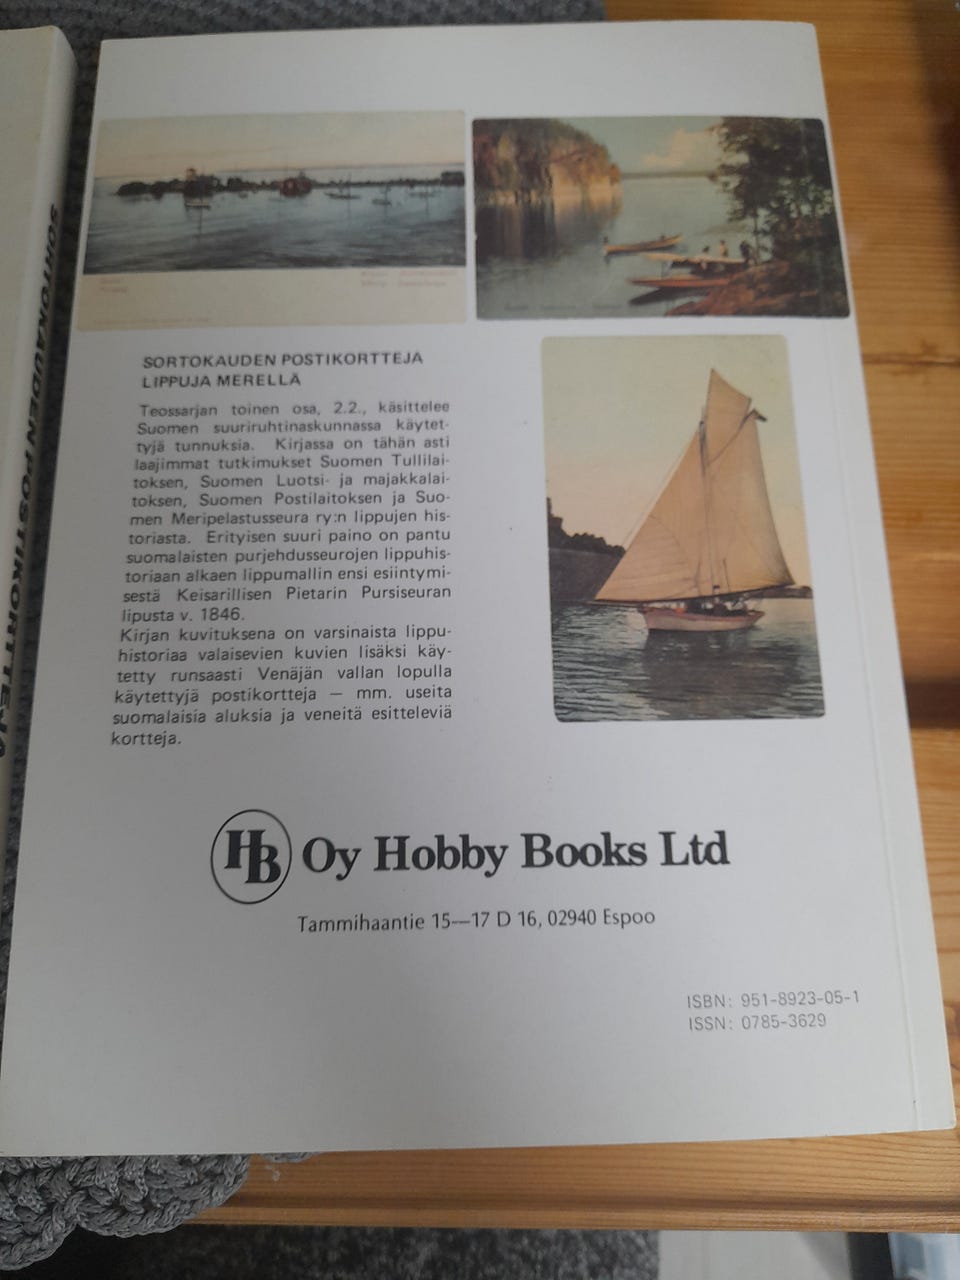 SORTOKAUDEN POSTIKORTTEJA
SORTOKAUDEN POSTIKORTTEJA
LIPPUJA MERELLÄ
Teossarjan toinen osa, 2.2., käsittelee
Suomen suuriruhtinaskunnassa käytet-
tyjä tunnuksia. Kirjassa on tähän asti
laajimmat tutkimukset Suomen Tullilai-
toksen, Suomen Luotsi- ja majakkalai-
toksen, Suomen Postilaitoksen ja Suo-
men Meripelastusseura ry:n lippujen his-
toriasta. Erityisen suuri paino on pantu
suomalaisten purjehdusseurojen lippuhis-
toriaan alkaen lippumallin ensi esiintymi-
sestä Keisarillisen Pietarin Pursiseuran
lipusta v. 1846.
Kirjan kuvituksena on varsinaista lippu-
historiaa valaisevien kuvien lisäksi käy-
tetty runsaasti Venäjän vallan lopulla
käytettyjä postikortteja — mm. useita
suomalaisia aluksia ja veneitä esitteleviä
kortteja.
HB Oy Hobby Books Ltd
Tammihaantie 15—17 D 16, 02940 Espoo
ISBN: 951-8923-05-1
ISSN: 0785-3629